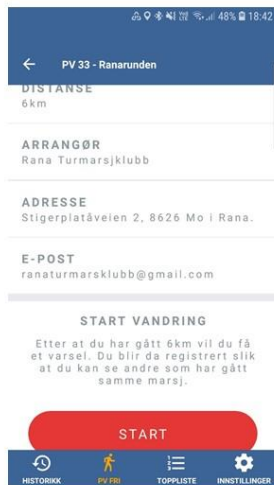 48% 18:42
PV 33 - Ranarunden
DISTANSE
6km
ARRANGØR
Rana Turmarsjklubb
ADRESSE
Stigerplatåveien 2, 8626 Mo i Rana.
E-POST
ranaturmarsklubb@gmail.com
START VANDRING
Etter at du har gått 6km vil du få
et varsel. Du blir da registrert slik
at du kan se andre som har gått
samme marsj.
START
HISTORIKK PV FRI TOPPLISTE INNSTILLINGER